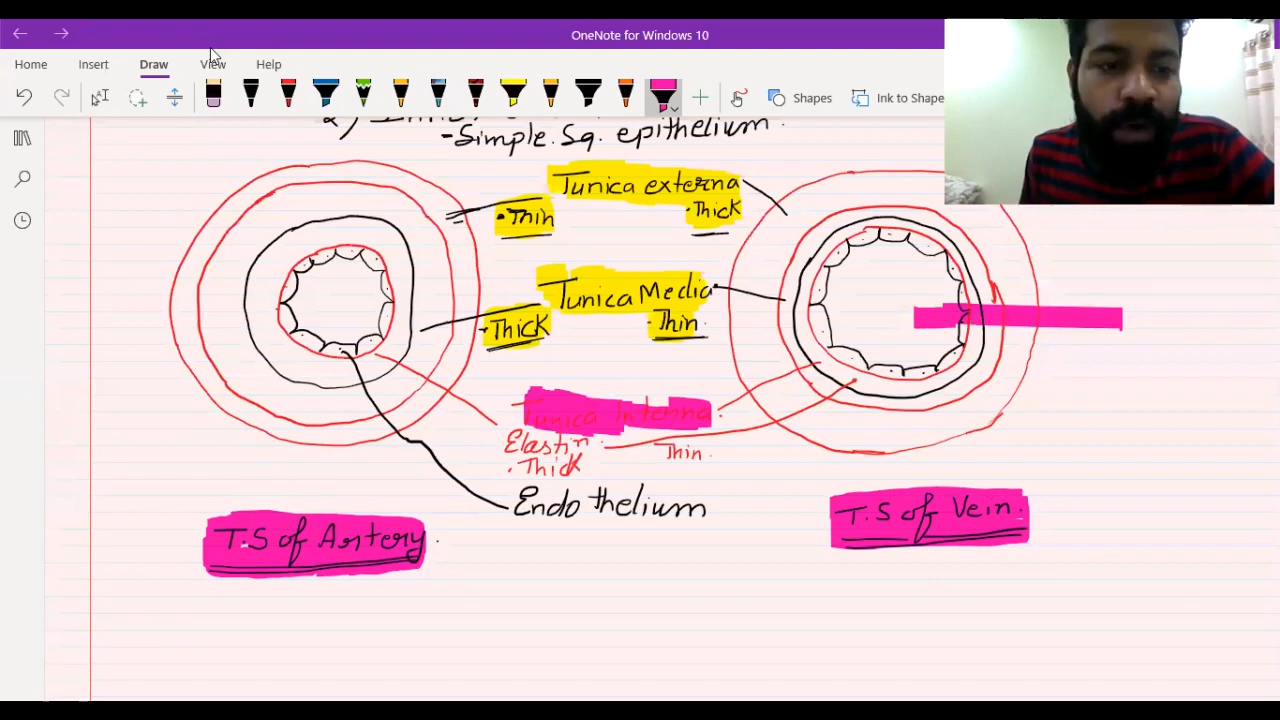 OneNote for Windows 10
Home Insert Draw View Help
Shapes Ink to Shape
- Simple. Sq. epithelium.
Tunica externa
• Thin • Thick
Tunica Media
• Thick • Thin.
Tunica Interna
Elastin.
• Thick Thin.
Endothelium
T.S of Artery.
T.S of Vein.